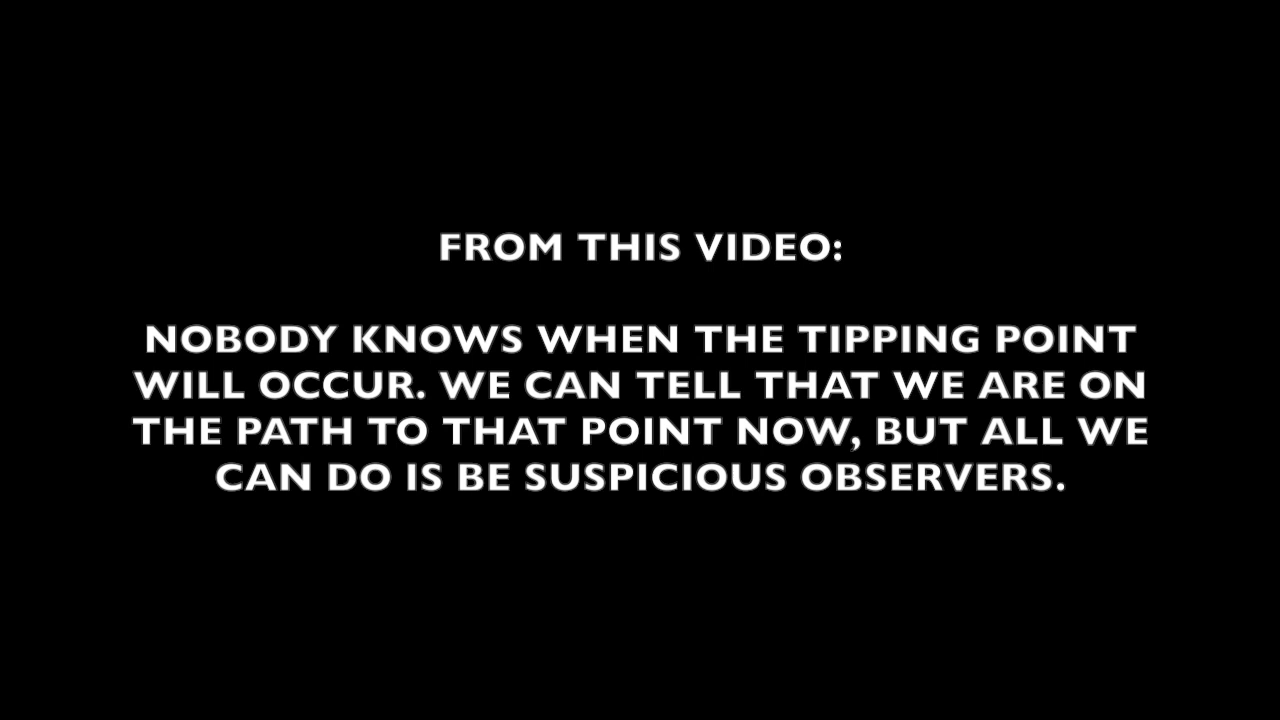 FROM THIS VIDEO:
NOBODY KNOWS WHEN THE TIPPING POINT
WILL OCCUR. WE CAN TELL THAT WE ARE ON
THE PATH TO THAT POINT NOW, BUT ALL WE
CAN DO IS BE SUSPICIOUS OBSERVERS.